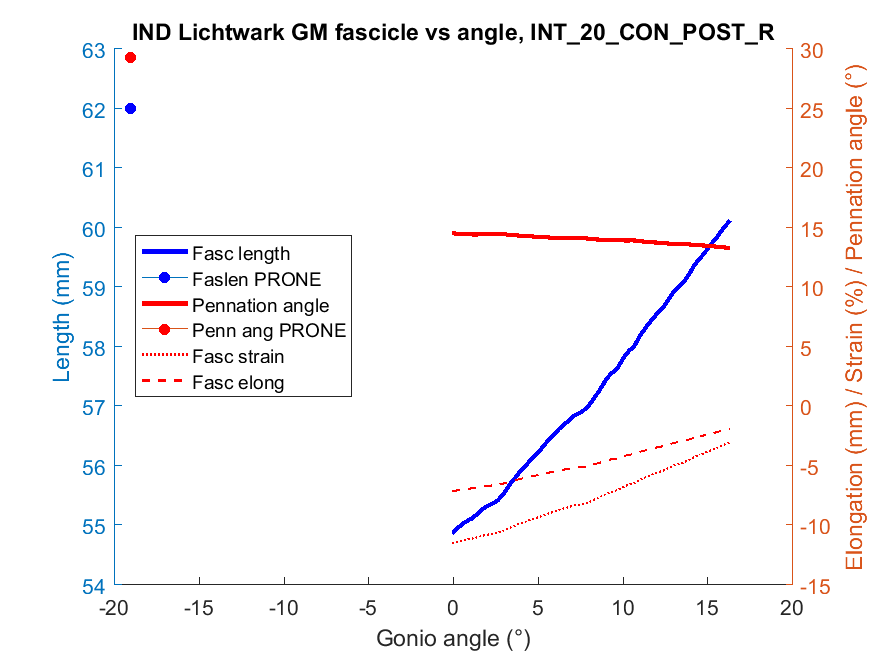 IND Lichtwark GM fascicle vs angle, INT_20_CON_POST_R
63
62
61
60
59
58
57
56
55
54
Length (mm)
30
25
20
15
10
5
0
-5
-10
-15
Elongation (mm) / Strain (%) / Pennation angle (°)
Fasc length
Faslen PRONE
Pennation angle
Penn ang PRONE
Fasc strain
Fasc elong
-20 -15 -10 -5 0 5 10 15 20
Gonio angle (°)